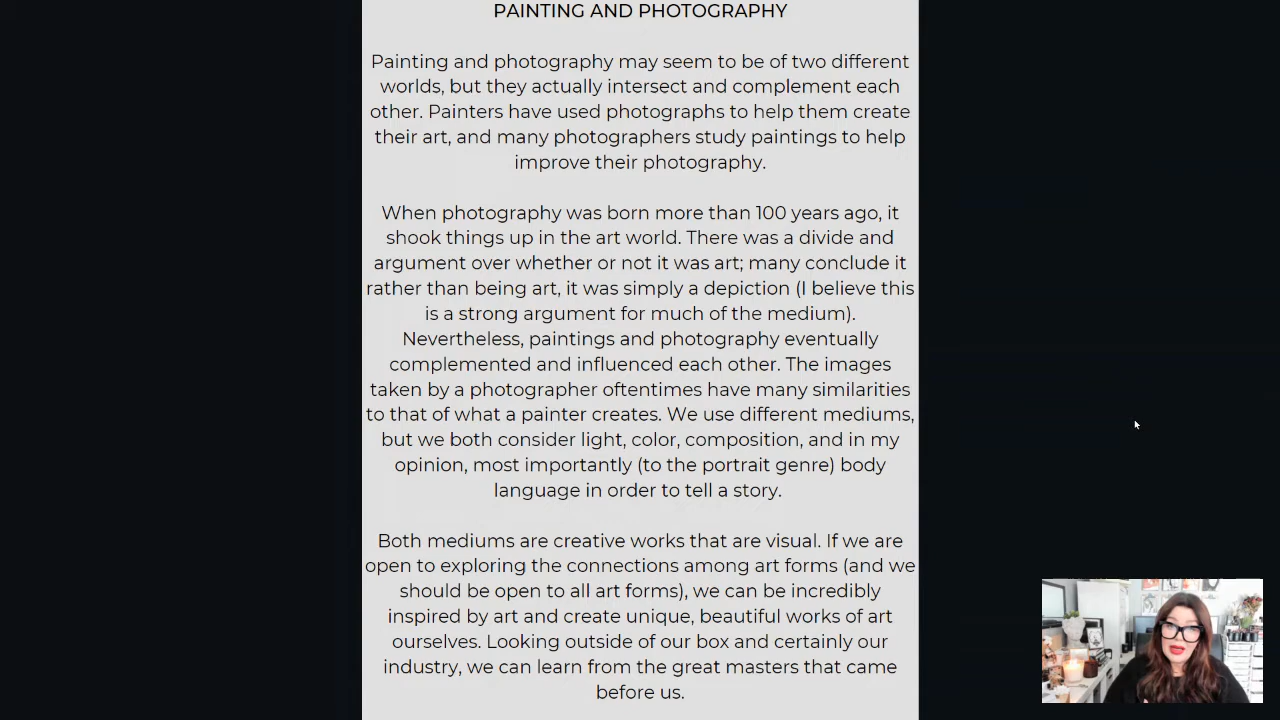 PAINTING AND PHOTOGRAPHY
Painting and photography may seem to be of two different
worlds, but they actually intersect and complement each
other. Painters have used photographs to help them create
their art, and many photographers study paintings to help
improve their photography.
When photography was born more than 100 years ago, it
shook things up in the art world. There was a divide and
argument over whether or not it was art; many conclude it
rather than being art, it was simply a depiction (I believe this
is a strong argument for much of the medium).
Nevertheless, paintings and photography eventually
complemented and influenced each other. The images
taken by a photographer oftentimes have many similarities
to that of what a painter creates. We use different mediums,
but we both consider light, color, composition, and in my
opinion, most importantly (to the portrait genre) body
language in order to tell a story.
Both mediums are creative works that are visual. If we are
open to exploring the connections among art forms (and we
should be open to all art forms), we can be incredibly
inspired by art and create unique, beautiful works of art
ourselves. Looking outside of our box and certainly our
industry, we can learn from the great masters that came
before us.